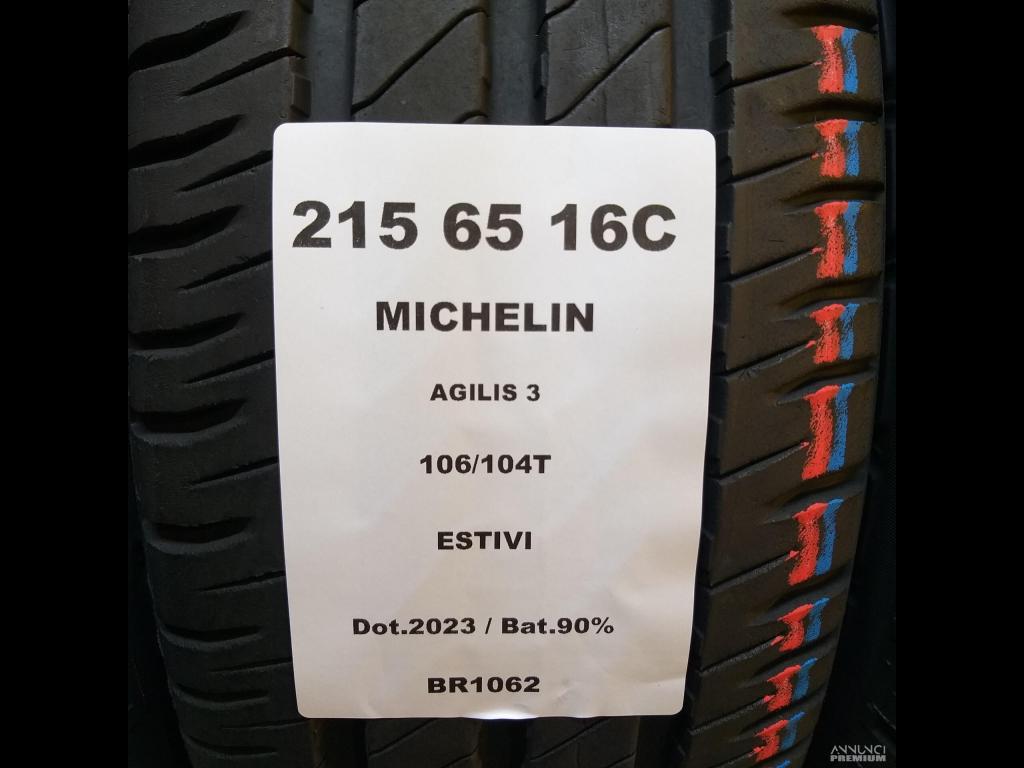 215 65 16C
MICHELIN
AGILIS 3
106/104T
ESTIVI
Dot.2023 / Bat.90%
BR1062
ANNUNCI
PREMIUM